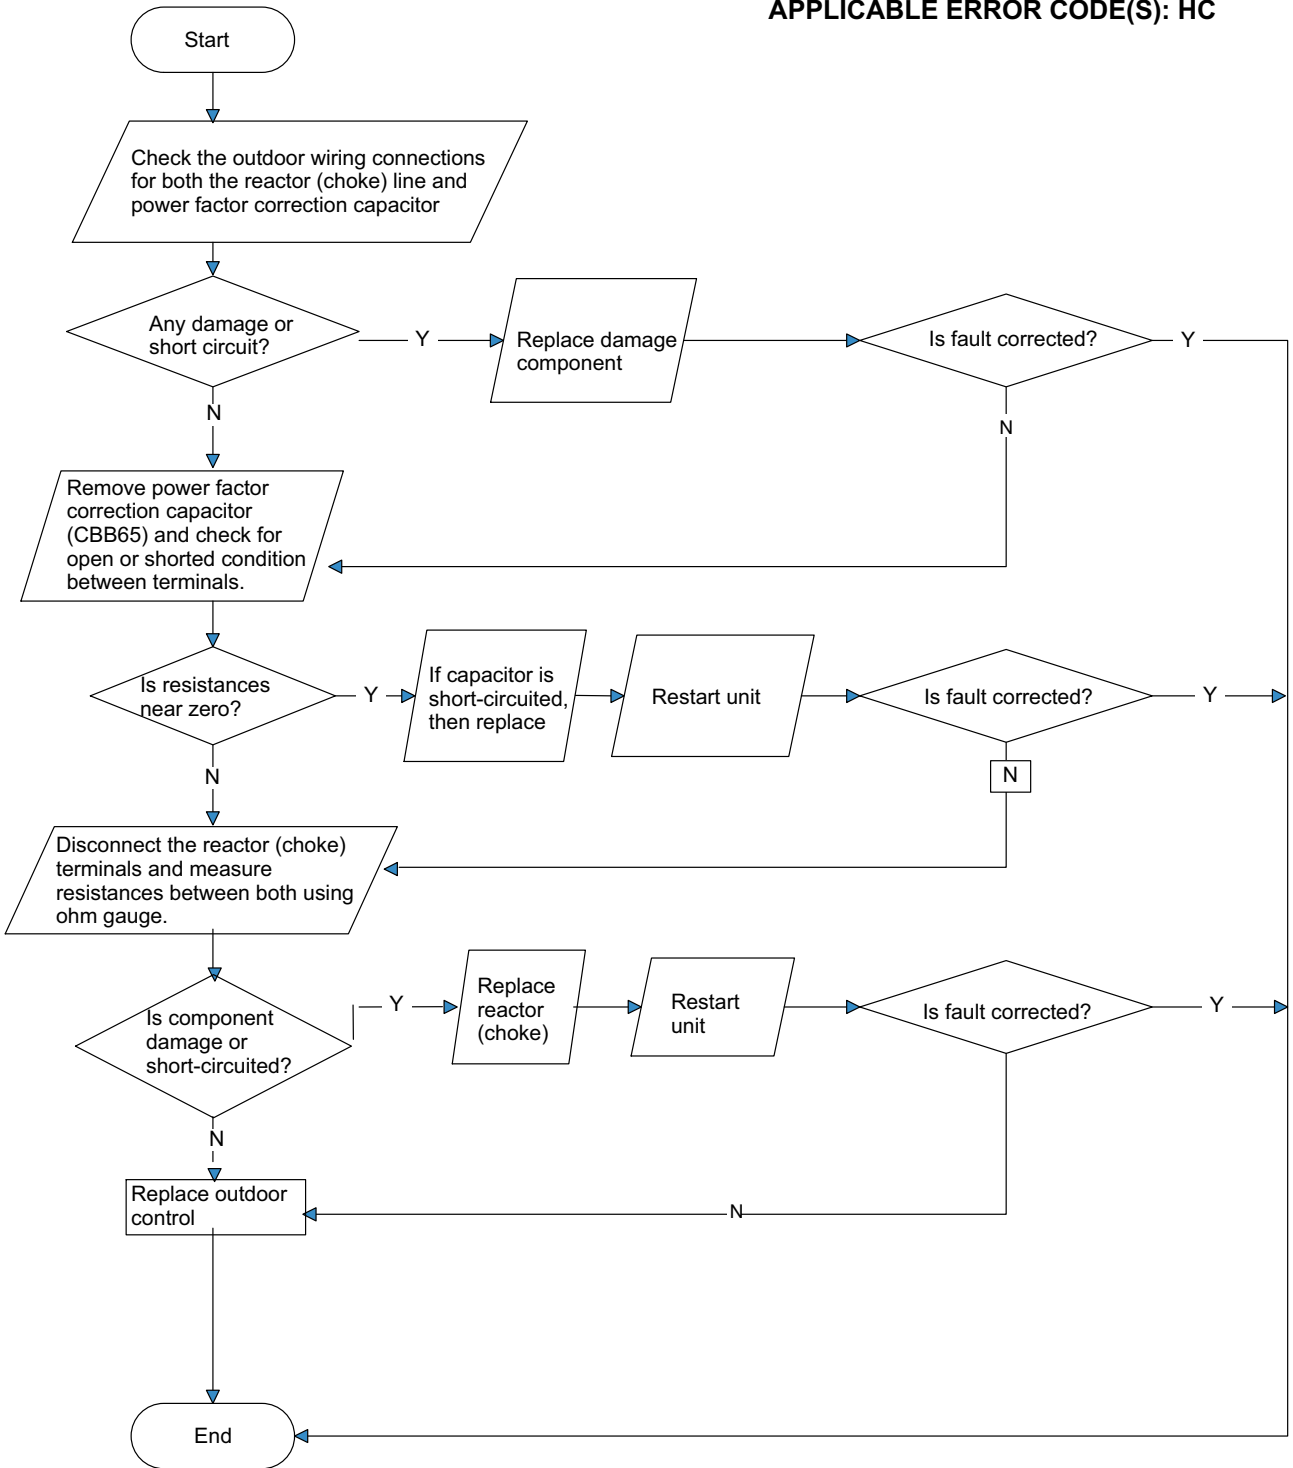 APPLICABLE ERROR CODE(S): HC
Start
Check the outdoor wiring connections
for both the reactor (choke) line and
power factor correction capacitor
Any damage or
short circuit?
Y
Replace damage
component
Is fault corrected?
Y
N
N
Remove power factor
correction capacitor
(CBB65) and check for
open or shorted condition
between terminals.
Is resistances
near zero?
Y
If capacitor is
short-circuited,
then replace
Restart unit
Is fault corrected?
Y
N
N
Disconnect the reactor (choke)
terminals and measure
resistances between both using
ohm gauge.
Is component
damage or
short-circuited?
Y
Replace
reactor
(choke)
Restart
unit
Is fault corrected?
Y
N
Replace outdoor
control
N
End